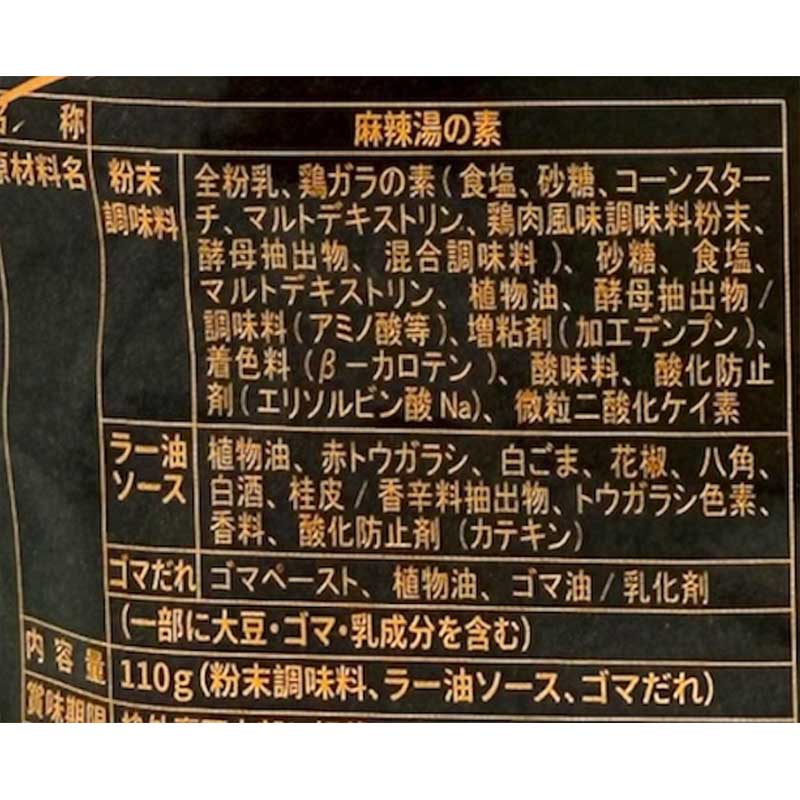 名称 麻辣湯の素
原材料名 粉末 全粉乳、鶏ガラの素(食塩、砂糖、コーンスター
調味料 チ、マルトデキストリン、鶏肉風味調味料粉末、
酵母抽出物、混合調味料)、砂糖、食塩、
マルトデキストリン、植物油、酵母抽出物/
調味料(アミノ酸等)、増粘剤(加工デンプン)、
着色料(β−カロテン)、酸味料、酸化防止
剤(エリソルビン酸Na)、微粒二酸化ケイ素
ラー油 植物油、赤トウガラシ、白ごま、花椒、八角、
ソース 白酒、桂皮/香辛料抽出物、トウガラシ色素、
香料、酸化防止剤(カテキン)
ゴマだれ ゴマペースト、植物油、ゴマ油/乳化剤
(一部に大豆・ゴマ・乳成分を含む)
内容量 110g(粉末調味料、ラー油ソース、ゴマだれ)
賞味期限